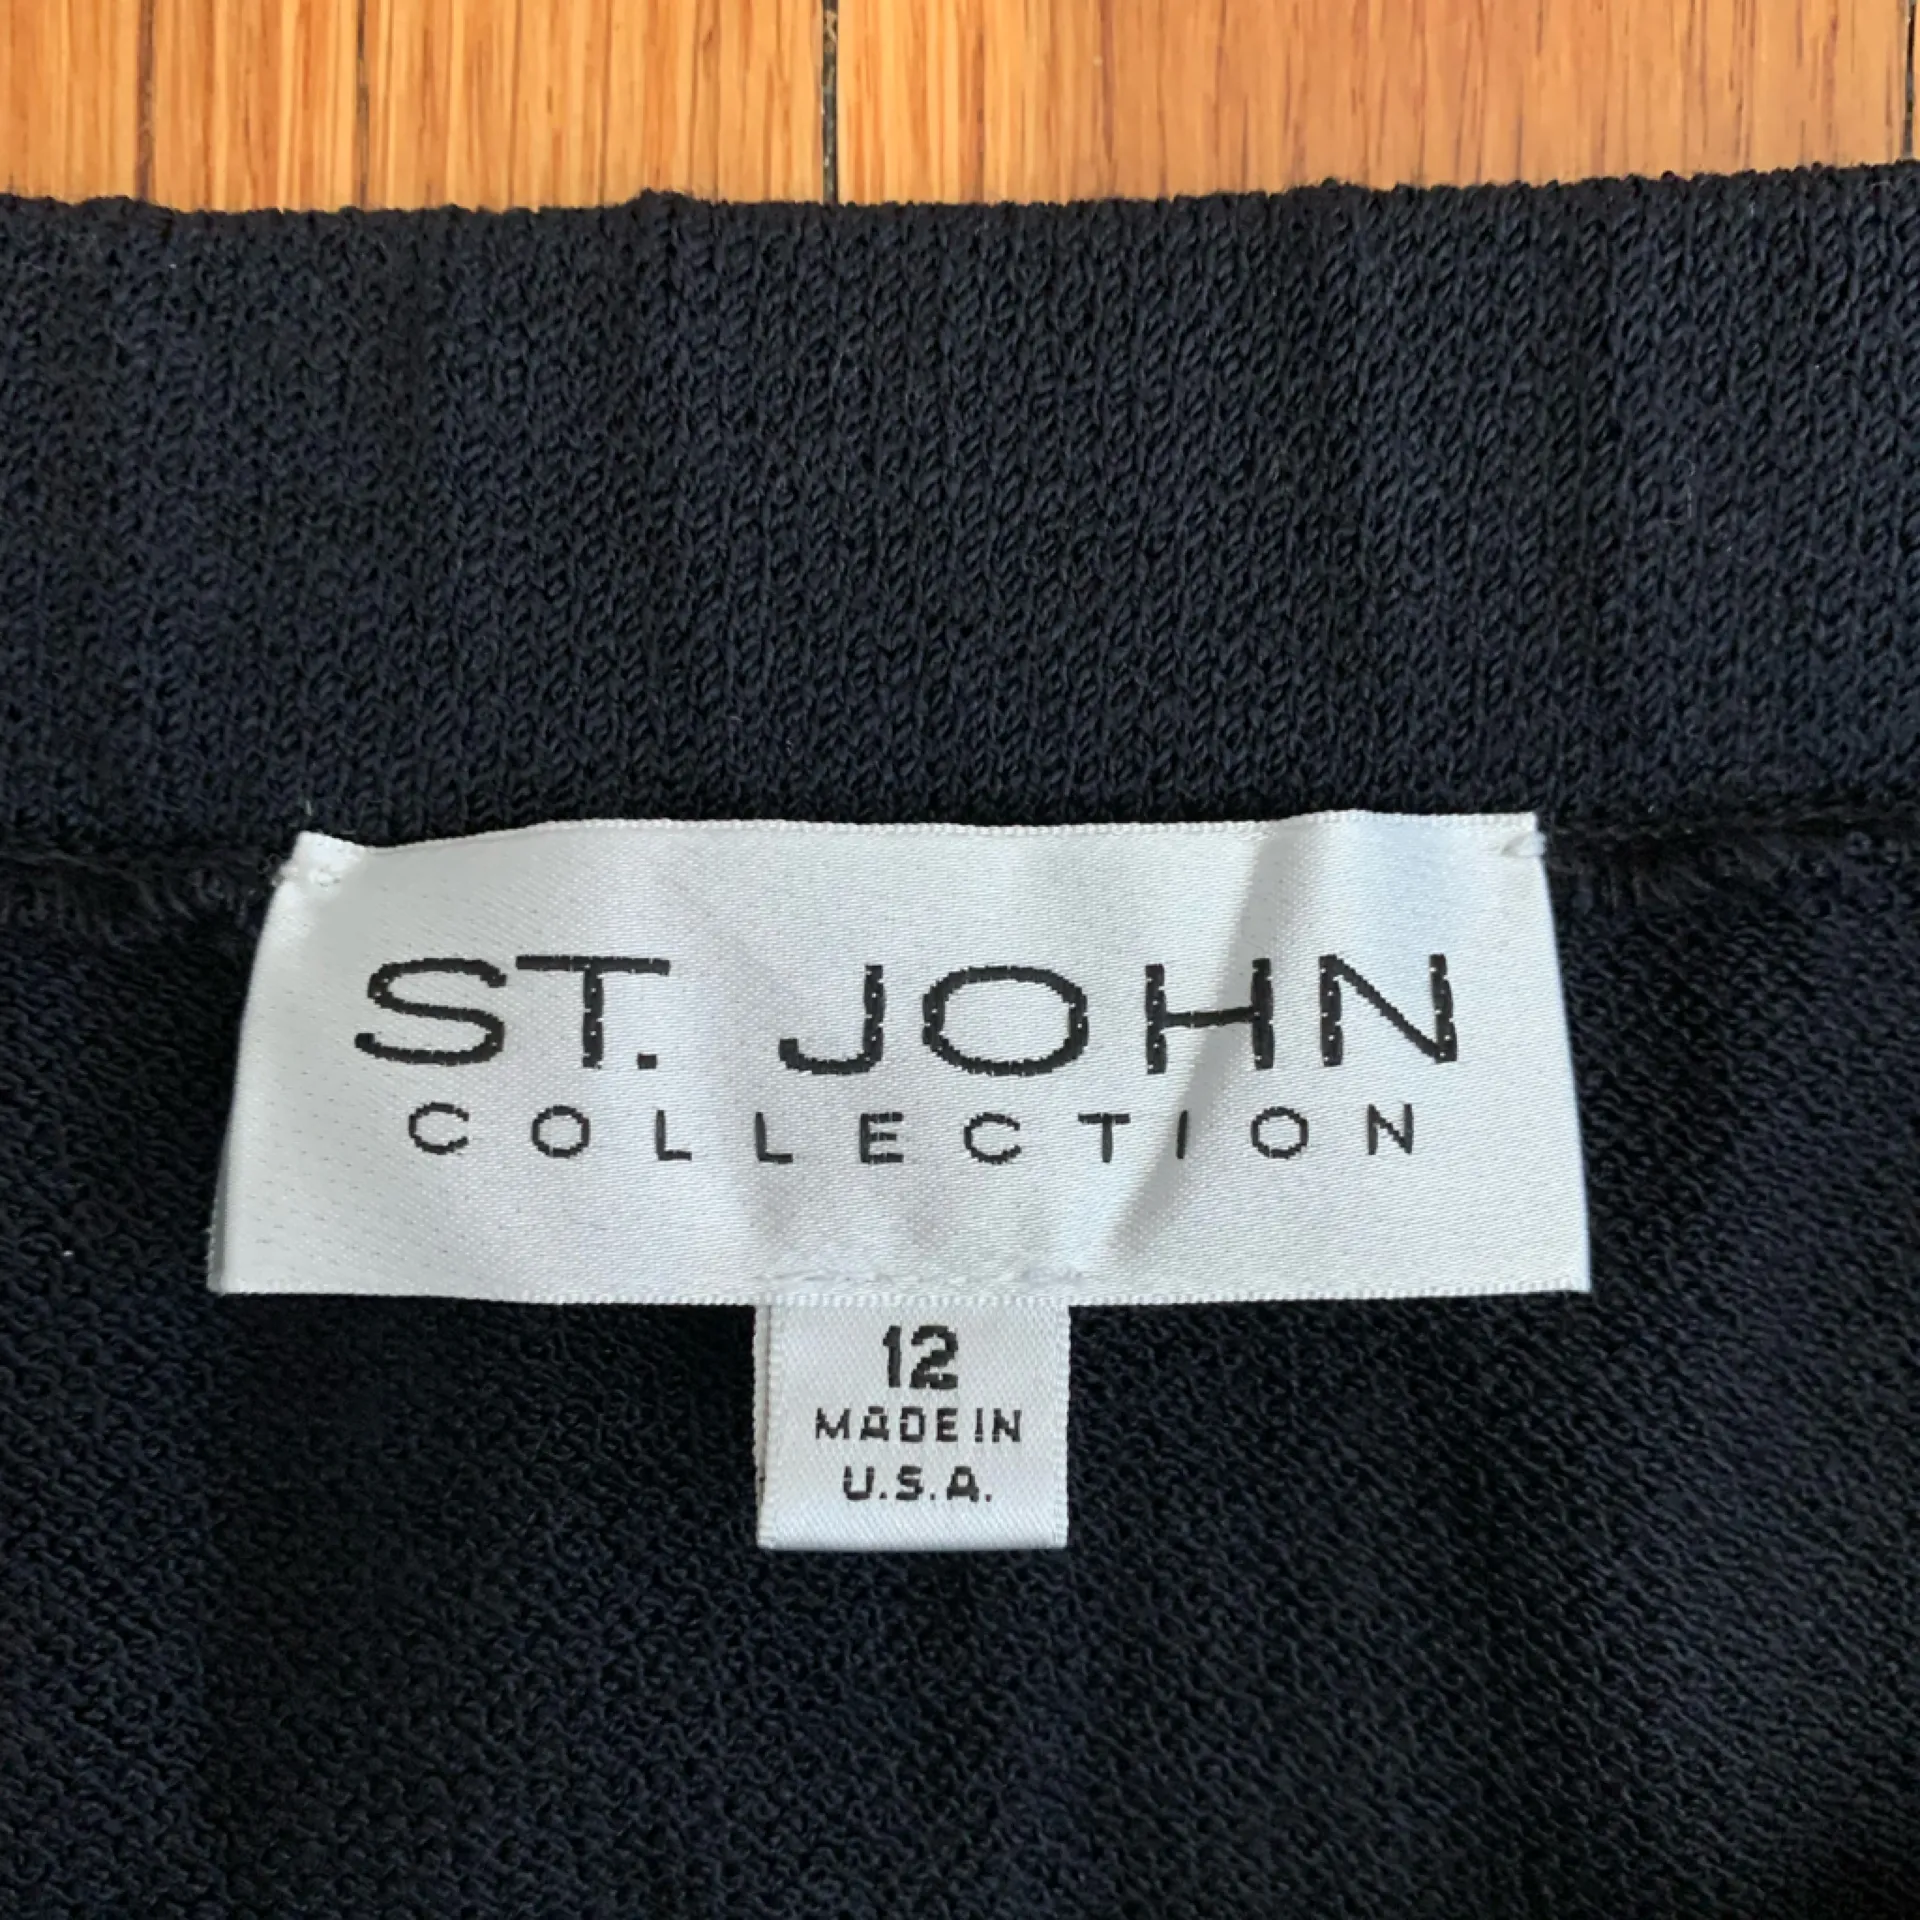 ST. JOHN
COLLECTION
12
MADE IN
U.S.A.